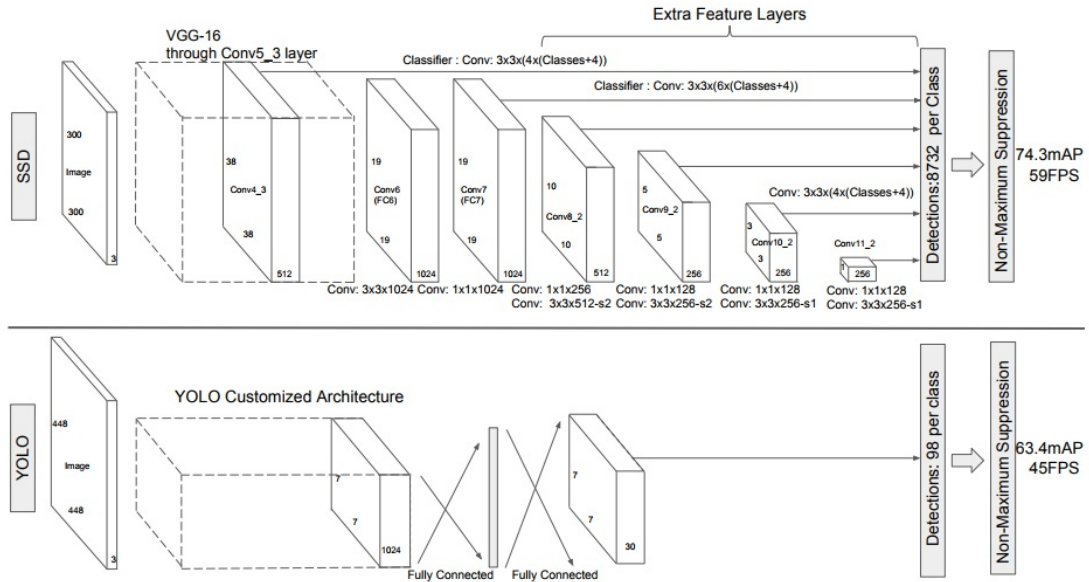 Extra Feature Layers
VGG-16
through Conv5_3 layer
Classifier : Conv: 3x3x(4x(Classes+4))
Classifier : Conv: 3x3x(6x(Classes+4))
Conv: 3x3x(4x(Classes+4))
SSD
300
Image
300
3
38
Conv4_3
38
512
19
Conv6
(FC6)
19
1024
19
Conv7
(FC7)
19
1024
10
Conv8_2
10
512
5
Conv9_2
5
256
3
Conv10_2
3
256
Conv11_2
1
256
Conv: 3x3x1024
Conv: 1x1x1024
Conv: 1x1x256
Conv: 3x3x512-s2
Conv: 1x1x128
Conv: 3x3x256-s2
Conv: 1x1x128
Conv: 3x3x256-s1
Conv: 1x1x128
Conv: 3x3x256-s1
Detections:8732 per Class
Non-Maximum Suppression
74.3mAP
59FPS
YOLO
448
Image
448
3
YOLO Customized Architecture
7
7
1024
Fully Connected
Fully Connected
7
7
30
Detections: 98 per class
Non-Maximum Suppression
63.4mAP
45FPS